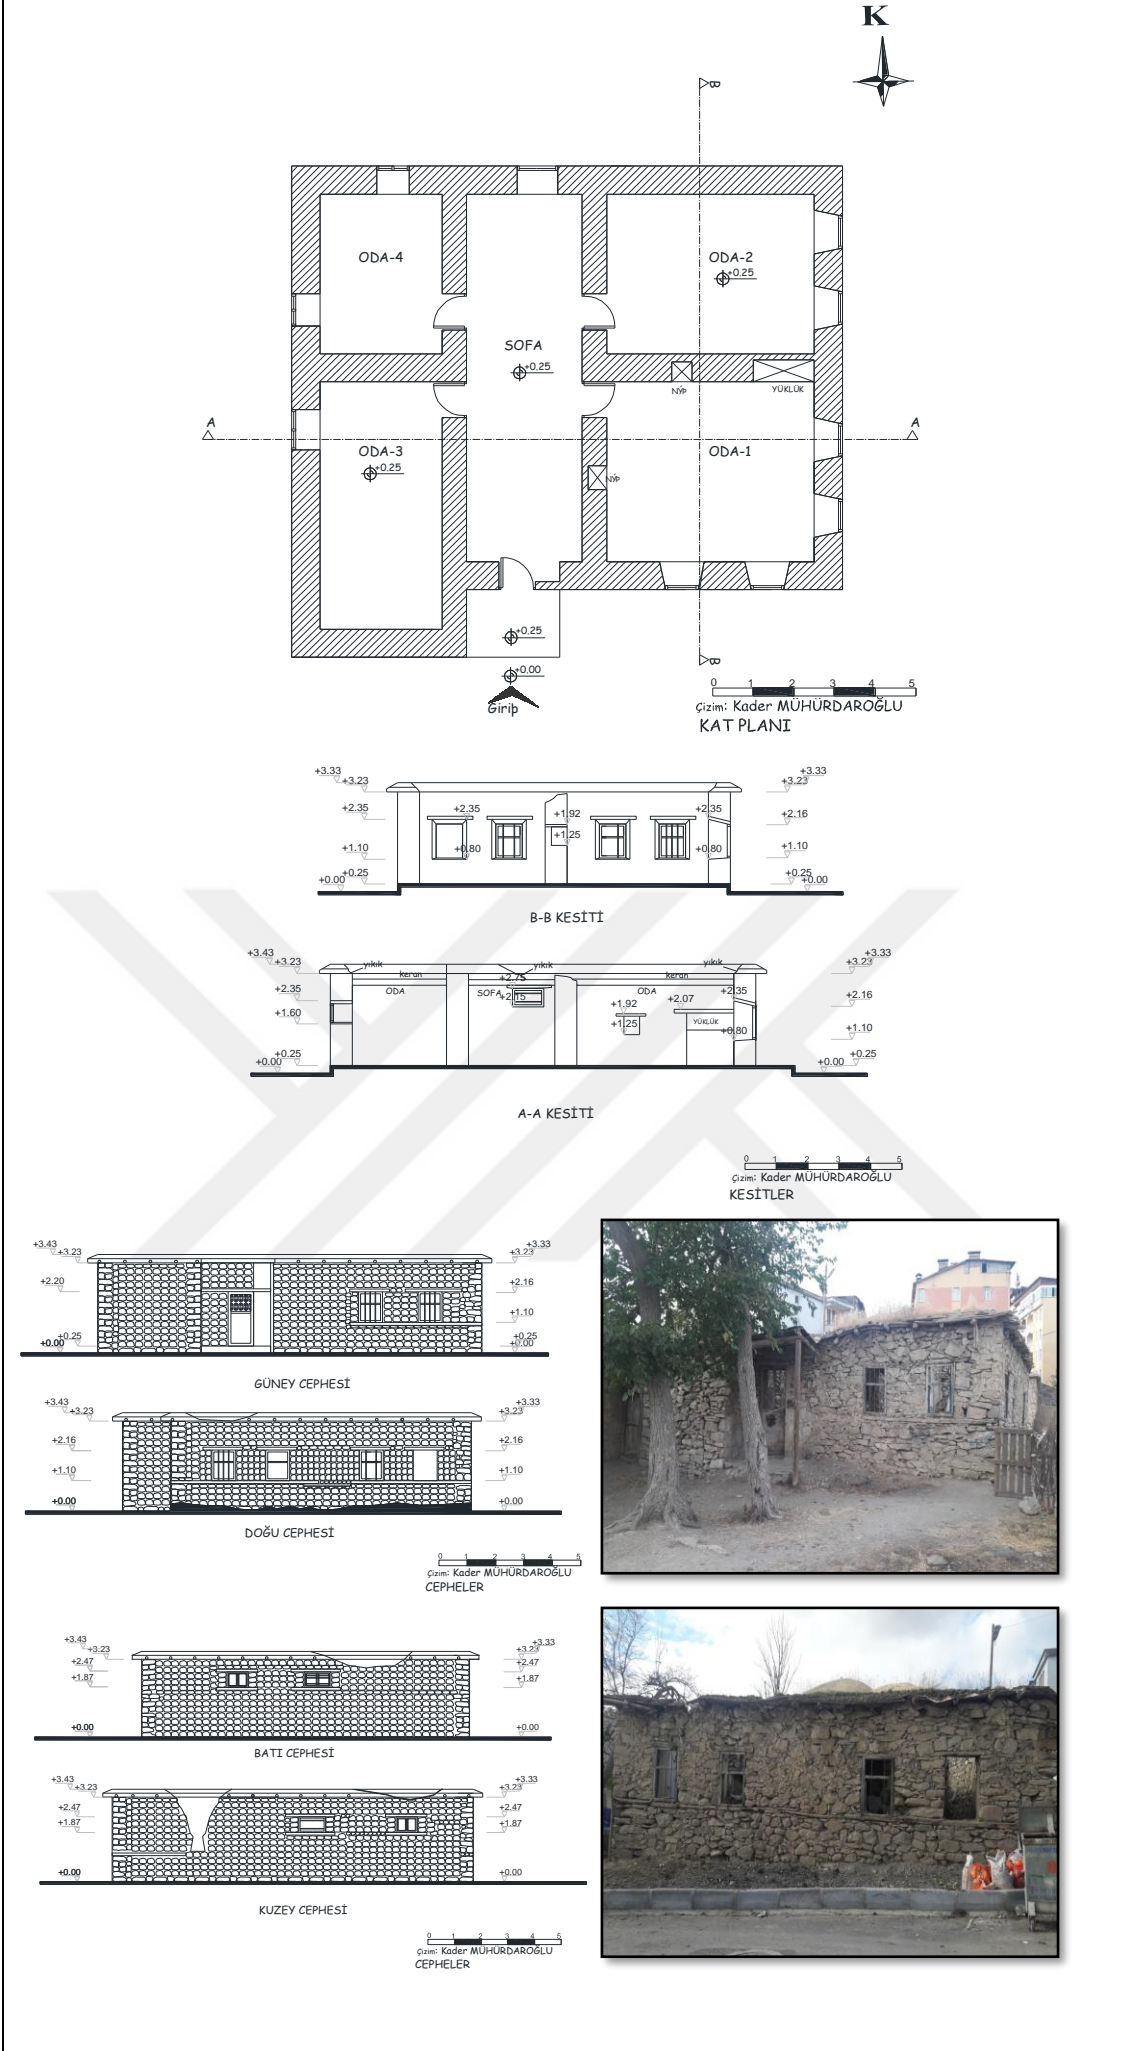 K
B
ODA-4
ODA-2
+0,25
SOFA
+0,25
NÝÞ
YÜKLÜK
A
A
ODA-3
ODA-1
+0,25
NÝÞ
+0,25
B
+0,00
Giriþ
0 1 2 3 4 5
Çizim: Kader MÜHÜRDAROĞLU
KAT PLANI
+3.33 +3.33
+3.23 +3.23
+2.35 +2.35 +2.35
+1.92 +2.16
+1.25
+1.10 +0.80 +0.80 +1.10
+0.25 +0.25
+0.00 +0.00
B-B KESİTİ
+3.43 +3.33
+3.23 yıkık yıkık yıkık +3.23
keran +2.75 keran
+2.35 ODA SOFA +2.15 ODA +2.35
+1.92 +2.07 +2.16
+1.60 +1.25 YÜKLÜK
+0.80 +1.10
+0.25 +0.25
+0.00 +0.00
A-A KESİTİ
0 1 2 3 4 5
Çizim: Kader MÜHÜRDAROĞLU
KESİTLER
+3.43 +3.33
+3.23 +3.23
+2.20 +2.16
+1.10
+0.25 +0.25
+0.00 +0.00
GÜNEY CEPHESİ
+3.43 +3.33
+3.23 +3.23
+2.16 +2.16
+1.10 +1.10
+0.00 +0.00
DOĞU CEPHESİ
0 1 2 3 4 5
Çizim: Kader MÜHÜRDAROĞLU
CEPHELER
+3.43 +3.33
+3.23 +3.23
+2.47 +2.47
+1.87 +1.87
+0.00 +0.00
BATI CEPHESİ
+3.43 +3.33
+3.23 +3.23
+2.47 +2.47
+1.87 +1.87
+0.00 +0.00
KUZEY CEPHESİ
0 1 2 3 4 5
Çizim: Kader MÜHÜRDAROĞLU
CEPHELER